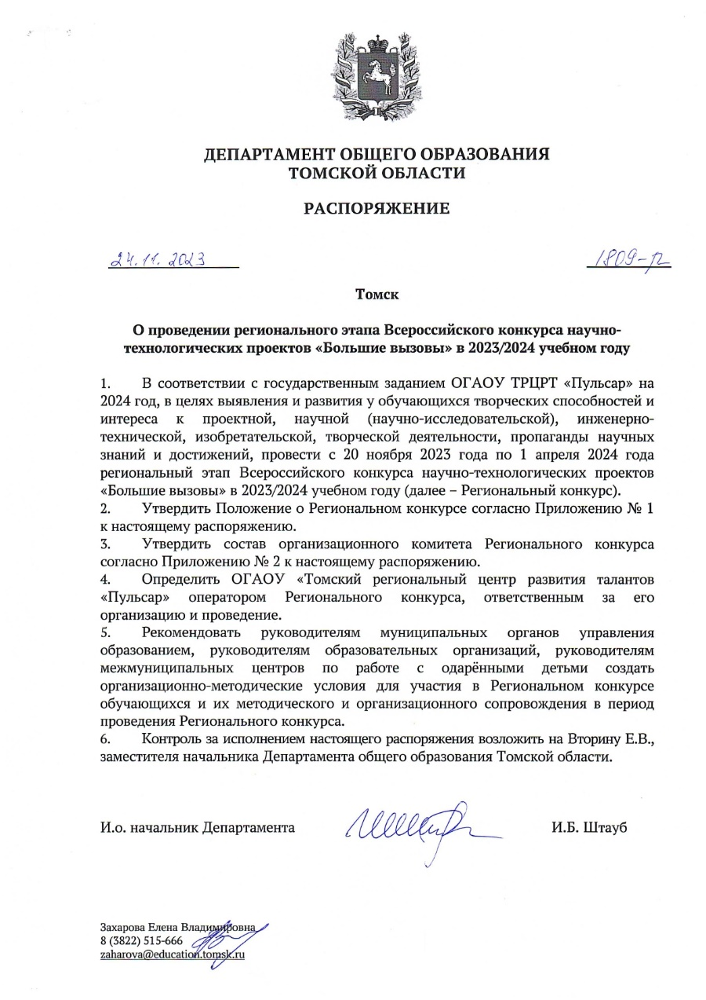 ДЕПАРТАМЕНТ ОБЩЕГО ОБРАЗОВАНИЯ
ТОМСКОЙ ОБЛАСТИ
РАСПОРЯЖЕНИЕ
24.11.2023 1809-р
Томск
О проведении регионального этапа Всероссийского конкурса научно-
технологических проектов «Большие вызовы» в 2023/2024 учебном году
1. В соответствии с государственным заданием ОГАОУ ТРЦРТ «Пульсар» на
2024 год, в целях выявления и развития у обучающихся творческих способностей и
интереса к проектной, научной (научно-исследовательской), инженерно-
технической, изобретательской, творческой деятельности, пропаганды научных
знаний и достижений, провести с 20 ноября 2023 года по 1 апреля 2024 года
региональный этап Всероссийского конкурса научно-технологических проектов
«Большие вызовы» в 2023/2024 учебном году (далее – Региональный конкурс).
2. Утвердить Положение о Региональном конкурсе согласно Приложению № 1
к настоящему распоряжению.
3. Утвердить состав организационного комитета Регионального конкурса
согласно Приложению № 2 к настоящему распоряжению.
4. Определить ОГАОУ «Томский региональный центр развития талантов
«Пульсар» оператором Регионального конкурса, ответственным за его
организацию и проведение.
5. Рекомендовать руководителям муниципальных органов управления
образованием, руководителям образовательных организаций, руководителям
межмуниципальных центров по работе с одарёнными детьми создать
организационно-методические условия для участия в Региональном конкурсе
обучающихся и их методического и организационного сопровождения в период
проведения Регионального конкурса.
6. Контроль за исполнением настоящего распоряжения возложить на Вторину Е.В.,
заместителя начальника Департамента общего образования Томской области.
И.о. начальник Департамента И.Б. Штауб
Захарова Елена Владимировна
8 (3822) 515-666
zaharova@education.tomsk.ru